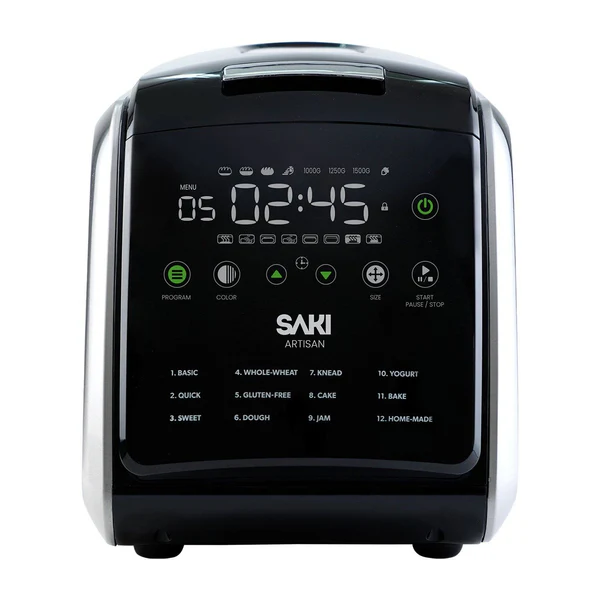 1000G 1250G 1500G
MENU
05 02:45
PROGRAM COLOR SIZE START
PAUSE / STOP
SAKI
ARTISAN
1. BASIC 4. WHOLE-WHEAT 7. KNEAD 10. YOGURT
2. QUICK 5. GLUTEN-FREE 8. CAKE 11. BAKE
3. SWEET 6. DOUGH 9. JAM 12. HOME-MADE